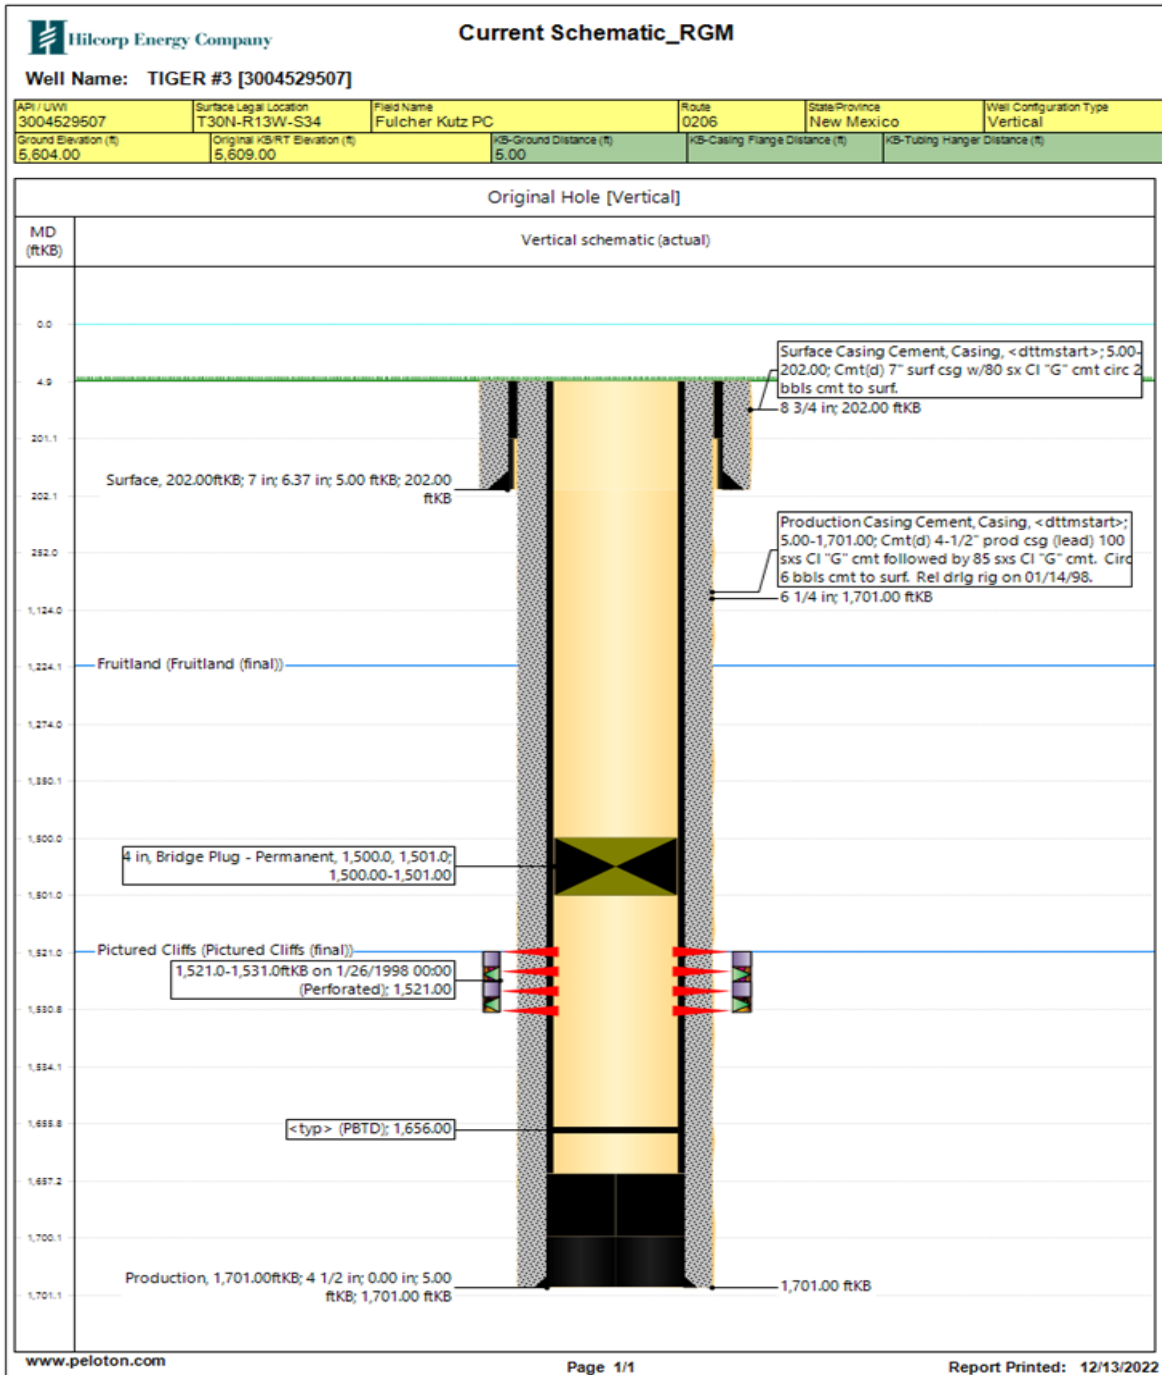 Hilcorp Energy Company
Current Schematic_RGM
Well Name: TIGER #3 [3004529507]
API / UWI
3004529507
Surface Legal Location
T30N-R13W-S34
Field Name
Fulcher Kutz PC
Route
0206
State/Province
New Mexico
Well Configuration Type
Vertical
Ground Elevation (ft)
5,604.00
Original KB/RT Elevation (ft)
5,609.00
KB-Ground Distance (ft)
5.00
KB-Casing Flange Distance (ft)
KB-Tubing Hanger Distance (ft)
Original Hole [Vertical]
MD
(ftKB)
Vertical schematic (actual)
0.0
Surface Casing Cement, Casing, <dttmstart>; 5.00-
202.00; Cmt(d) 7" surf csg w/80 sx Cl "G" cmt circ 2
bbls cmt to surf.
4.9
8 3/4 in; 202.00 ftKB
201.1
Surface, 202.00ftKB; 7 in; 6.37 in; 5.00 ftKB; 202.00
ftKB
202.1
Production Casing Cement, Casing, <dttmstart>;
5.00-1,701.00; Cmt(d) 4-1/2" prod csg (lead) 100
sxs Cl "G" cmt followed by 85 sxs Cl "G" cmt. Circ
6 bbls cmt to surf. Rel drlg rig on 01/14/98.
252.0
6 1/4 in; 1,701.00 ftKB
1,124.0
Fruitland (Fruitland (final))
1,224.1
1,274.0
1,350.1
1,500.0
4 in, Bridge Plug - Permanent, 1,500.0, 1,501.0;
1,500.00-1,501.00
1,501.0
Pictured Cliffs (Pictured Cliffs (final))
1,521.0
1,521.0-1,531.0ftKB on 1/26/1998 00:00
(Perforated); 1,521.00
1,530.8
1,534.1
1,655.8
<typ> (PBTD); 1,656.00
1,657.2
1,700.1
Production, 1,701.00ftKB; 4 1/2 in; 0.00 in; 5.00
ftKB; 1,701.00 ftKB
1,701.00 ftKB
1,701.1
www.peloton.com
Page 1/1
Report Printed: 12/13/2022